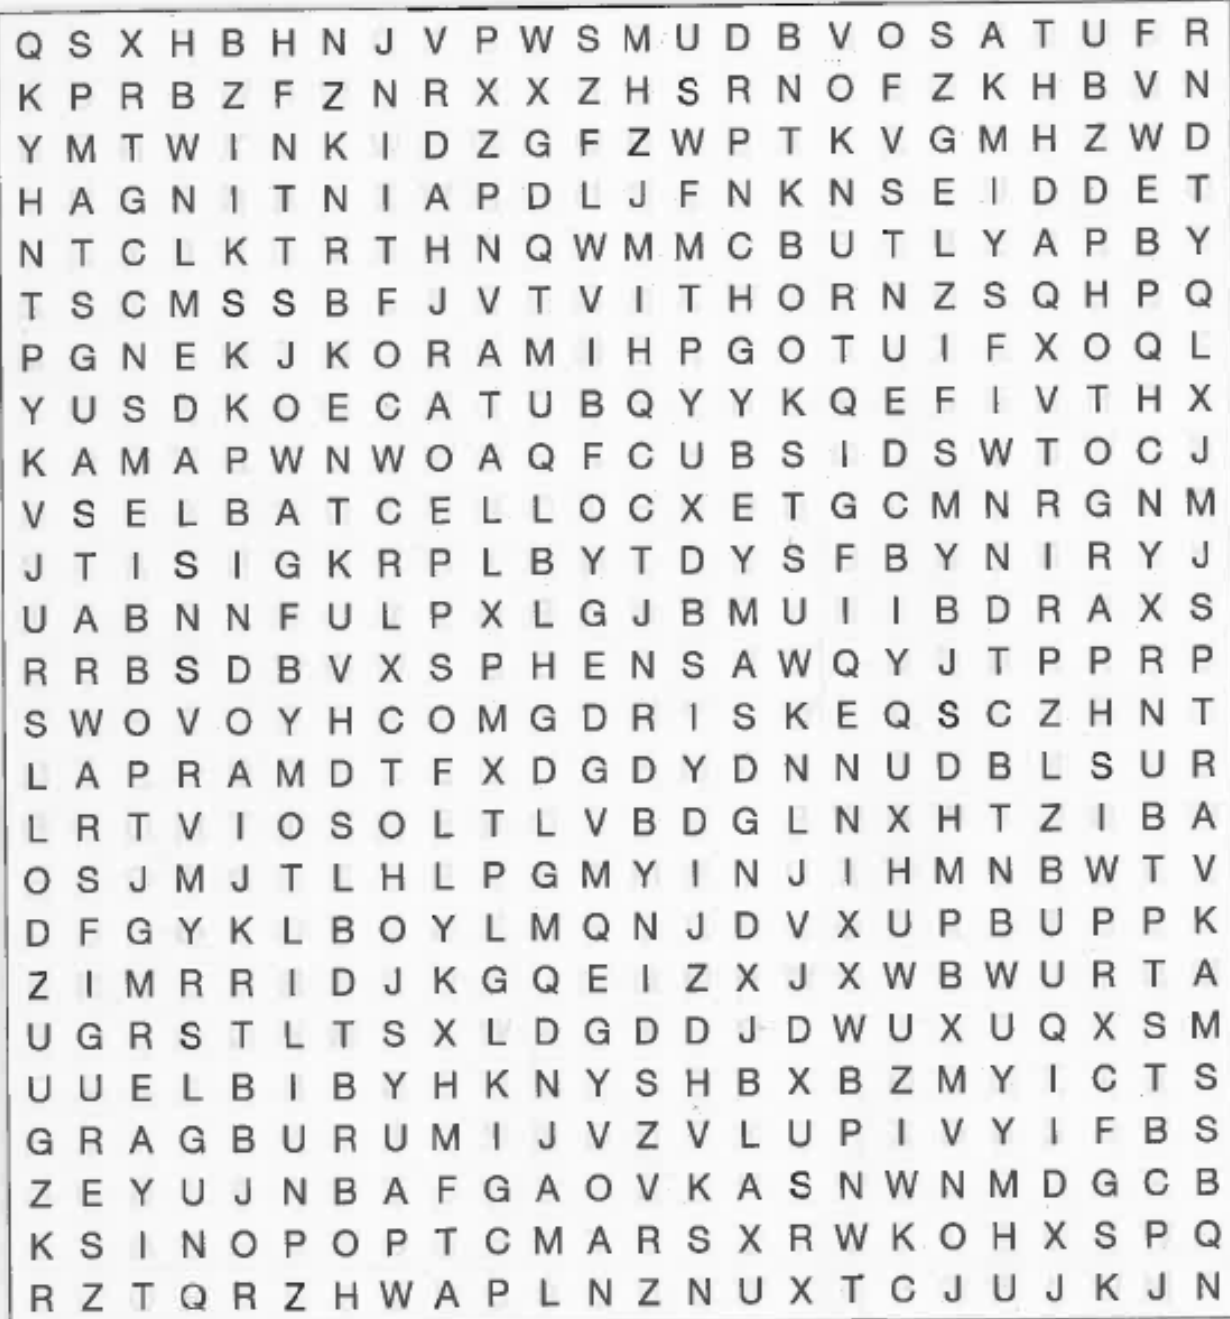 Q S X H B H N J V P W S M U D B V O S A T U F R
K P R B Z F Z N R X X Z H S R N O F Z K H B V N
Y M T W I N K I D Z G F Z W P T K V G M H Z W D
H A G N I T N I A P D L J F N K N S E I D D E T
N T C L K T R T H N Q W M M C B U T L Y A P B Y
T S C M S S B F J V T V I T H O R N Z S Q H P Q
P G N E K J K O R A M I H P G O T U I F X O Q L
Y U S D K O E C A T U B Q Y Y K Q E F I V T H X
K A M A P W N W O A Q F C U B S I D S W T O C J
V S E L B A T C E L L O C X E T G C M N R G N M
J T I S I G K R P L B Y T D Y S F B Y N I R Y J
U A B N N F U L P X L G J B M U I I B D R A X S
R R B S D B V X S P H E N S A W Q Y J T P P R P
S W O V O Y H C O M G D R I S K E Q S C Z H N T
L A P R A M D T F X D G D Y D N N U D B L S U R
L R T V I O S O L T L V B D G L N X H T Z I B A
O S J M J T L H L P G M Y I N J I H M N B W T V
D F G Y K L B O Y L M Q N J D V X U P B U P P K
Z I M R R I D J K G Q E I Z X J X W B W U R T A
U G R S T L T S X L D G D D J D W U X U Q X S M
U U E L B I B Y H K N Y S H B X B Z M Y I C T S
G R A G B U R U M I J V Z V L U P I V Y I F B S
Z E Y U J N B A F G A O V K A S N W N M D G C B
K S I N O P O P T C M A R S X R W K O H X S P Q
R Z T Q R Z H W A P L N Z N U X T C J U J K J N